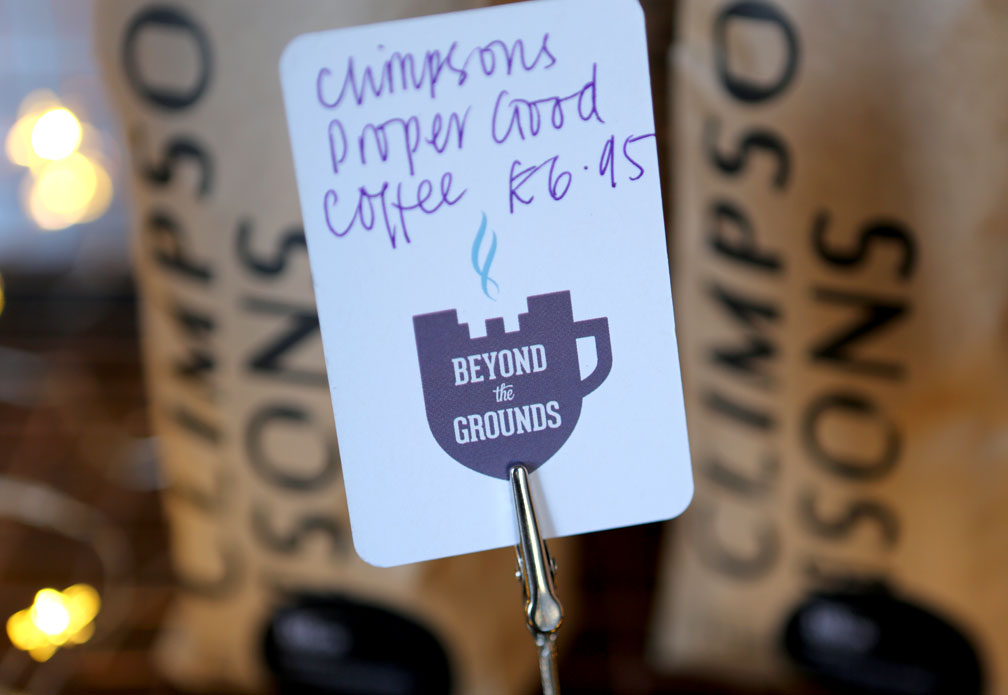 Climpsons
Proper Good
Coffee £6.95
BEYOND
the
GROUNDS
CLIMPSO
SONS
CLIMPSO
SONS